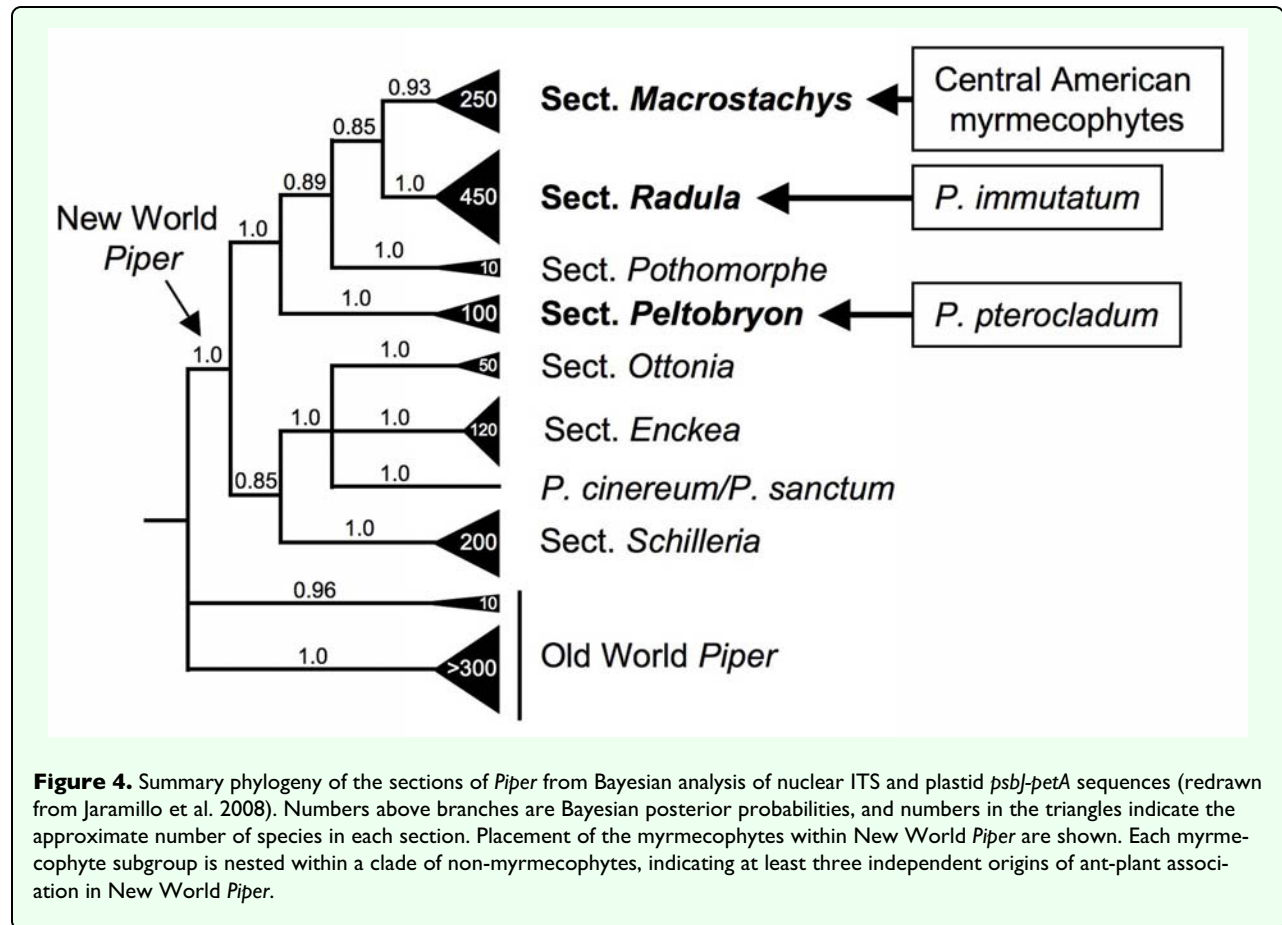 0.93
250
Sect. Macrostachys
Central American
myrmecophytes
0.85
0.89
1.0
450
Sect. Radula
P. immutatum
New World
Piper
1.0
1.0
10
Sect. Pothomorphe
1.0
100
Sect. Peltobryon
P. pterocladum
1.0
1.0
50
Sect. Ottonia
1.0
1.0
120
Sect. Enckea
0.85
1.0
P. cinereum/P. sanctum
1.0
200
Sect. Schilleria
0.96
10
Old World Piper
1.0
>300
Figure 4. Summary phylogeny of the sections of Piper from Bayesian analysis of nuclear ITS and plastid psbJ-petA sequences (redrawn
from Jaramillo et al. 2008). Numbers above branches are Bayesian posterior probabilities, and numbers in the triangles indicate the
approximate number of species in each section. Placement of the myrmecophytes within New World Piper are shown. Each myrme-
cophyte subgroup is nested within a clade of non-myrmecophytes, indicating at least three independent origins of ant-plant associ-
ation in New World Piper.